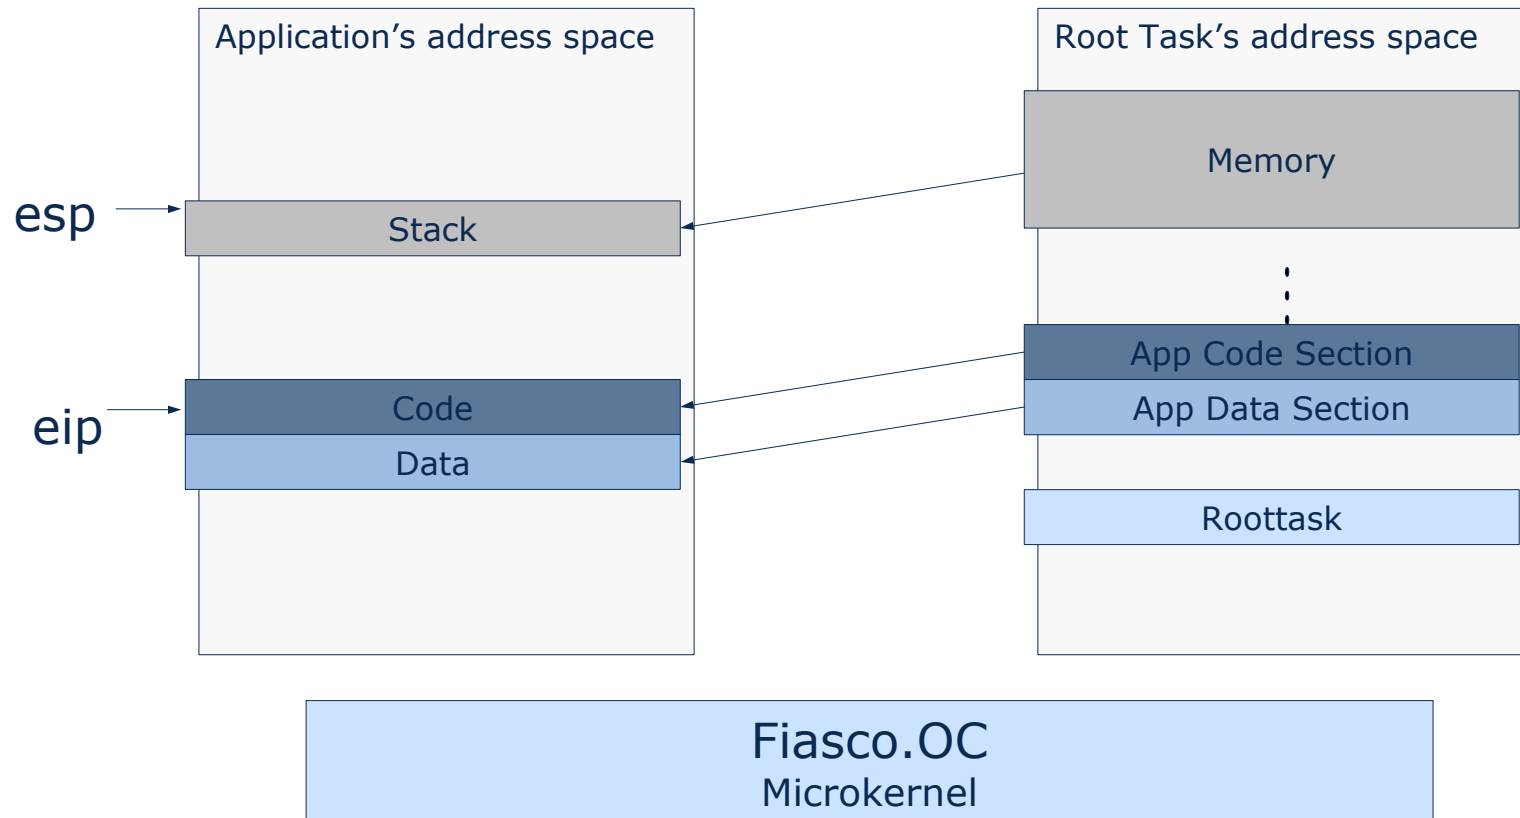 Application’s address space
Root Task’s address space
Memory
esp
Stack
App Code Section
Code
App Data Section
eip
Data
Roottask
Fiasco.OC
Microkernel